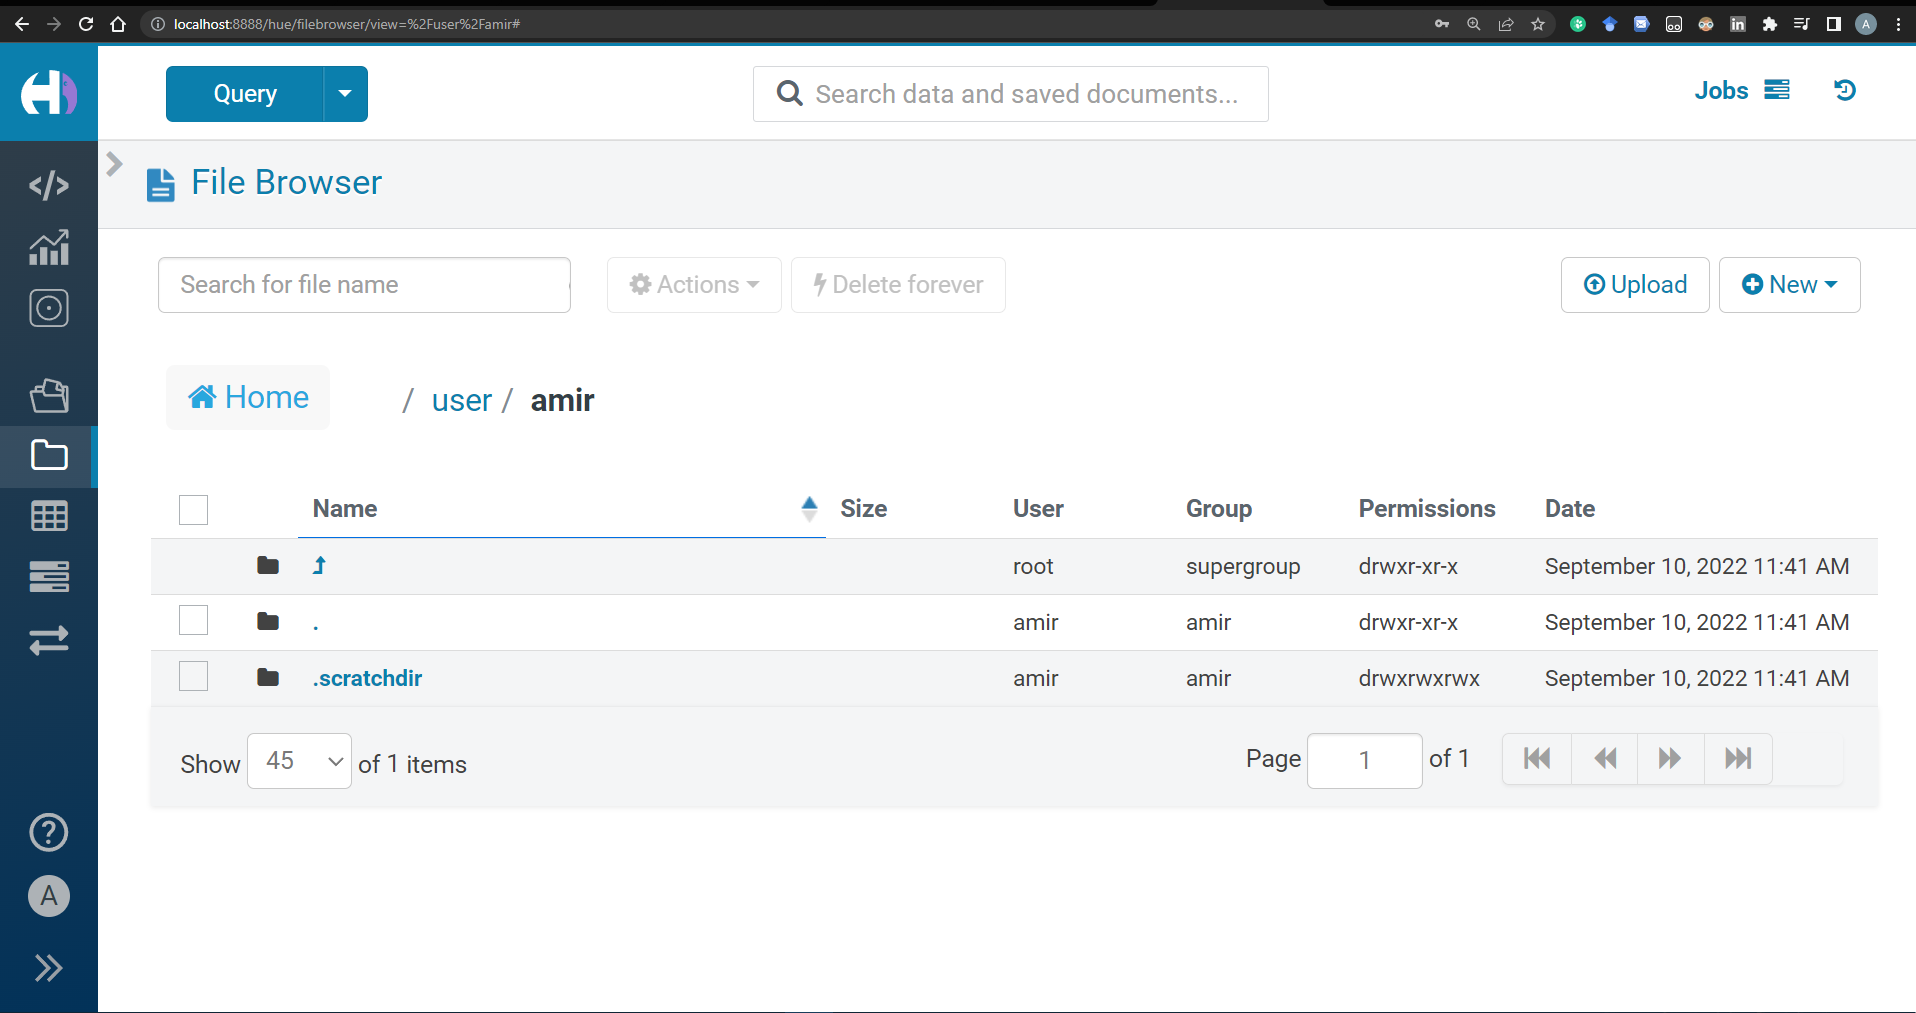 localhost:8888/hue/filebrowser/view=%2Fuser%2Famir#
A
Query
Search data and saved documents...
Jobs
File Browser
Search for file name
Actions
Delete forever
Upload
New
Home / user / amir
Name Size User Group Permissions Date
root supergroup drwxr-xr-x September 10, 2022 11:41 AM
. amir amir drwxr-xr-x September 10, 2022 11:41 AM
.scratchdir amir amir drwxrwxrwx September 10, 2022 11:41 AM
Show 45 of 1 items Page 1 of 1
?
A